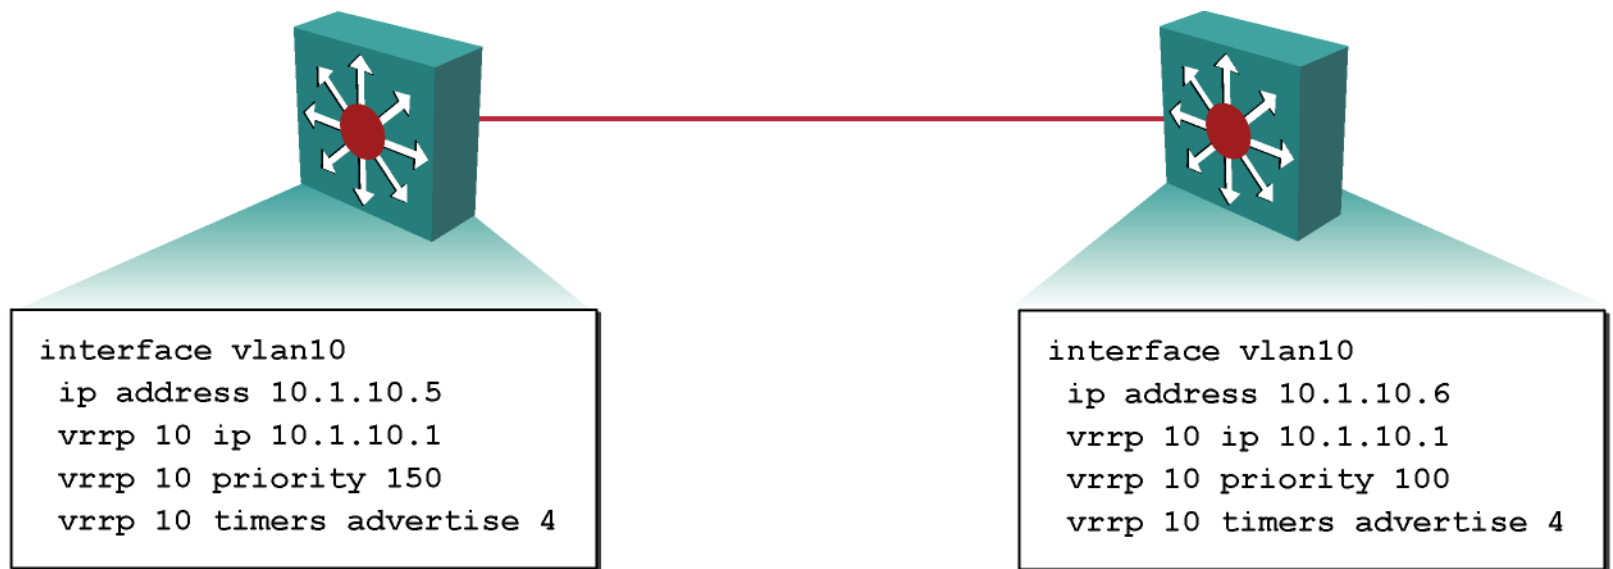 interface vlan10
ip address 10.1.10.5
vrrp 10 ip 10.1.10.1
vrrp 10 priority 150
vrrp 10 timers advertise 4
interface vlan10
ip address 10.1.10.6
vrrp 10 ip 10.1.10.1
vrrp 10 priority 100
vrrp 10 timers advertise 4